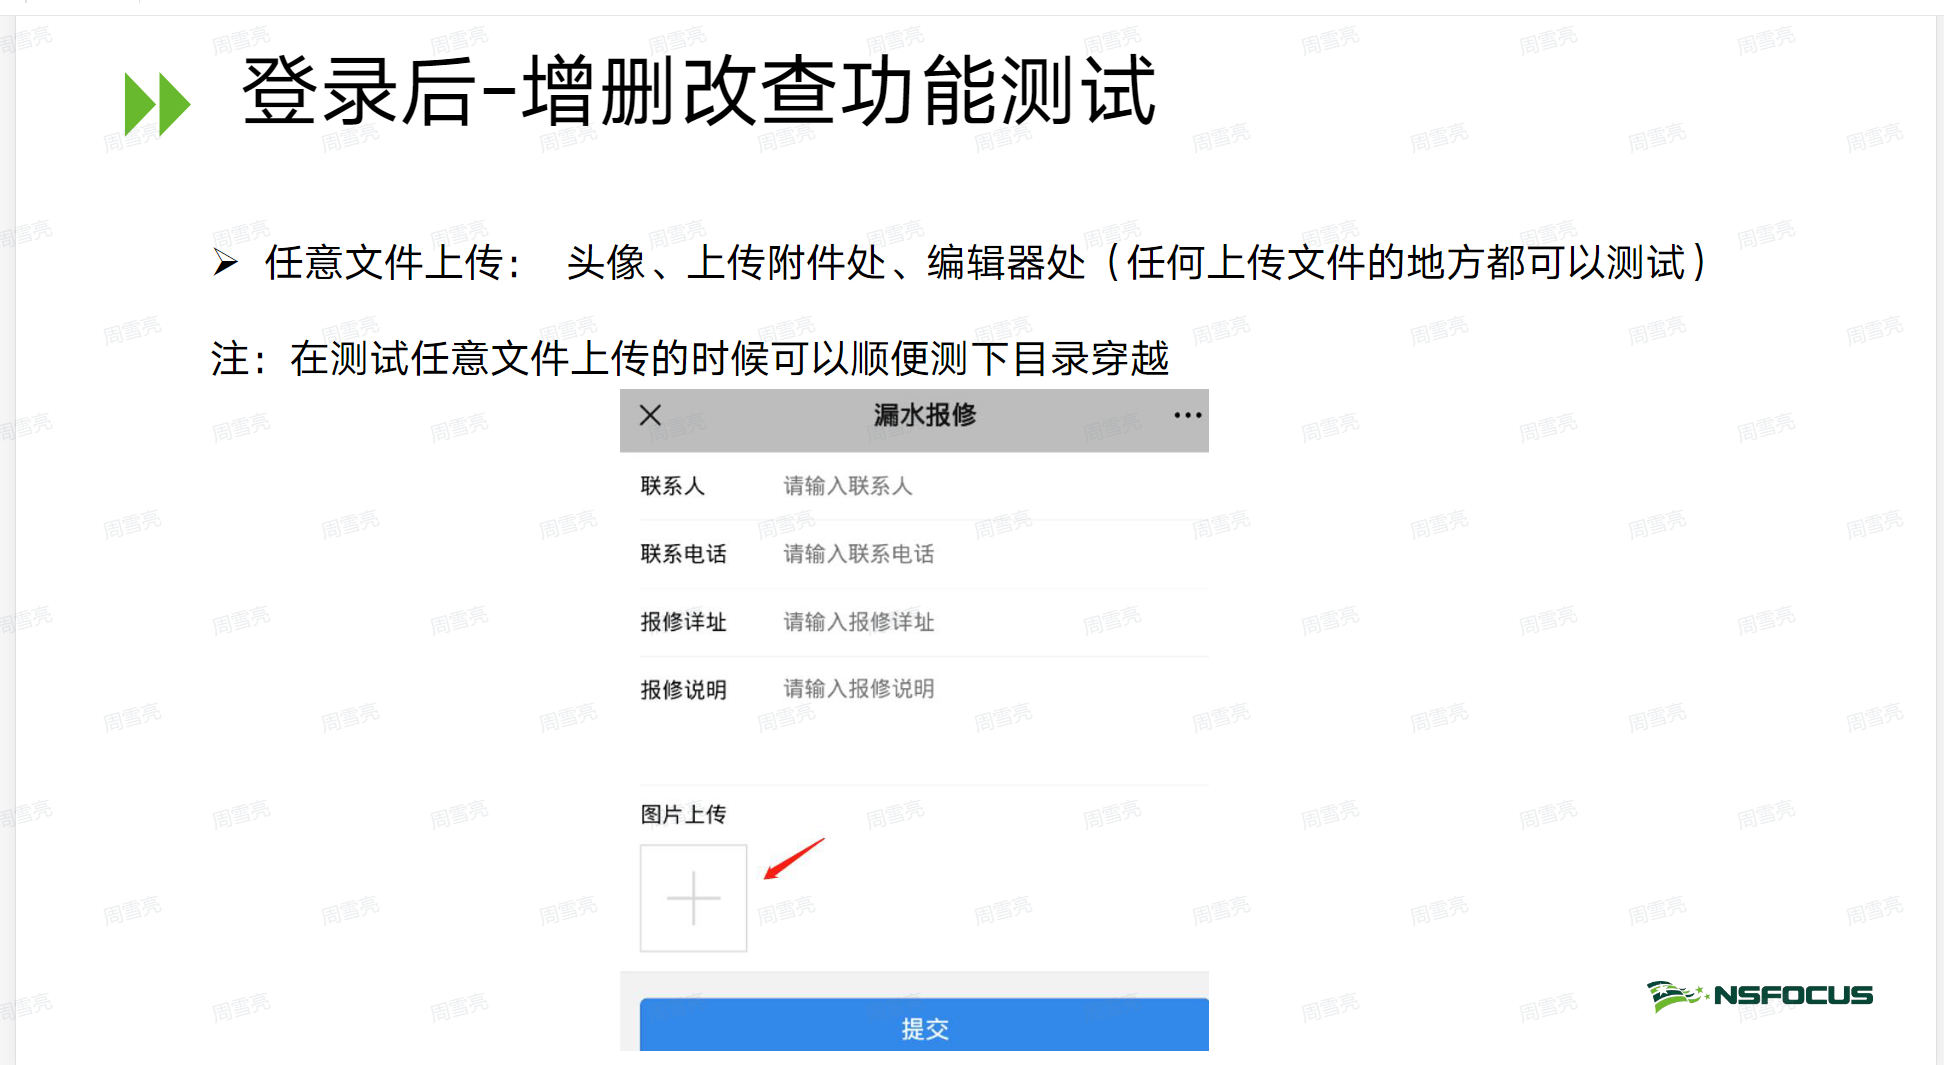 登录后-增删改查功能测试
➢ 任意文件上传： 头像、上传附件处、编辑器处（任何上传文件的地方都可以测试）
注：在测试任意文件上传的时候可以顺便测下目录穿越
漏水报修
联系人 请输入联系人
联系电话 请输入联系电话
报修详址 请输入报修详址
报修说明 请输入报修说明
图片上传
提交
NSFOCUS
周雪亮